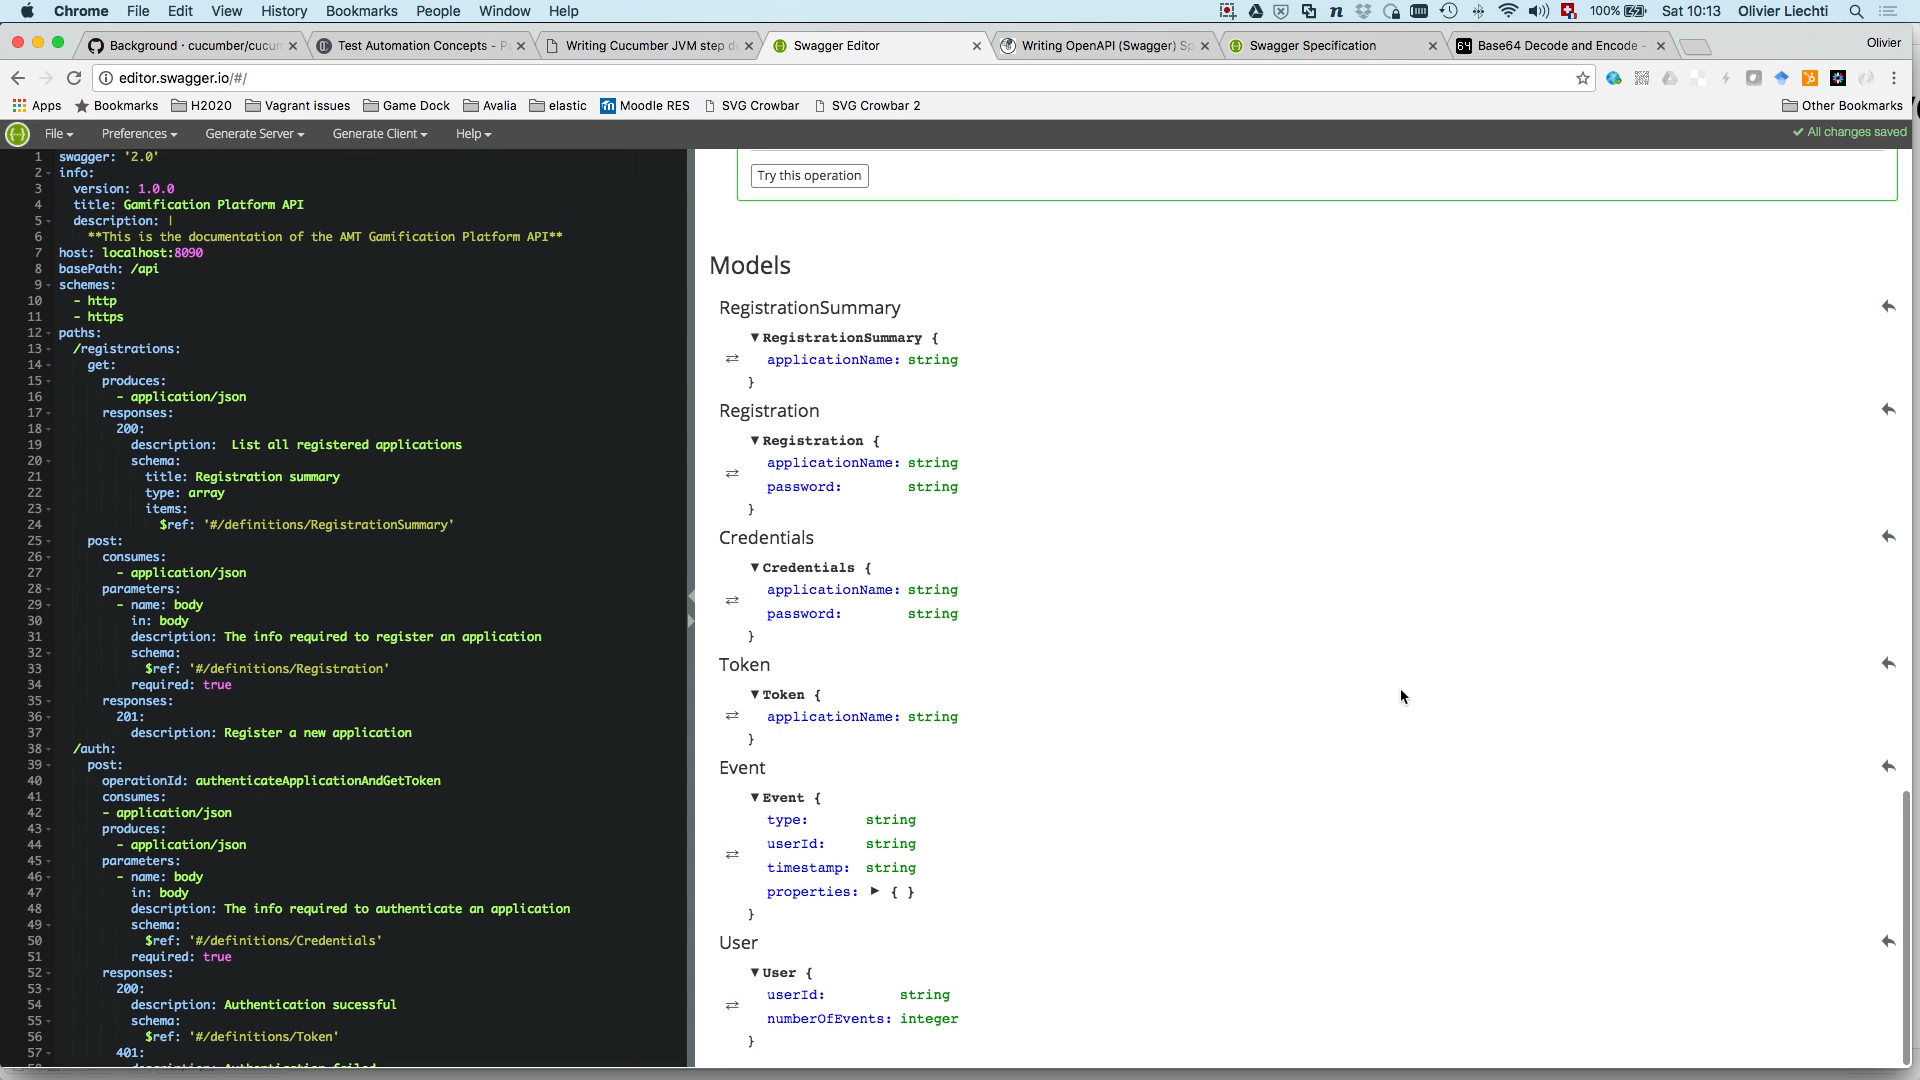 Chrome File Edit View History Bookmarks People Window Help 100% Sat 10:13 Olivier Liechti
Background · cucumber/cucum Test Automation Concepts - P Writing Cucumber JVM step d Swagger Editor Writing OpenAPI (Swagger) Sp Swagger Specification Base64 Decode and Encode - Olivier
editor.swagger.io/#/
Apps Bookmarks H2020 Vagrant issues Game Dock Avalia elastic Moodle RES SVG Crowbar SVG Crowbar 2 Other Bookmarks
File Preferences Generate Server Generate Client Help All changes saved
1 swagger: '2.0'
2 info:
3 version: 1.0.0
4 title: Gamification Platform API
5 description: |
6 **This is the documentation of the AMT Gamification Platform API**
7 host: localhost:8090
8 basePath: /api
9 schemes:
10 - http
11 - https
12 paths:
13 /registrations:
14 get:
15 produces:
16 - application/json
17 responses:
18 200:
19 description: List all registered applications
20 schema:
21 title: Registration summary
22 type: array
23 items:
24 $ref: '#/definitions/RegistrationSummary'
25 post:
26 consumes:
27 - application/json
28 parameters:
29 - name: body
30 in: body
31 description: The info required to register an application
32 schema:
33 $ref: '#/definitions/Registration'
34 required: true
35 responses:
36 201:
37 description: Register a new application
38 /auth:
39 post:
40 operationId: authenticateApplicationAndGetToken
41 consumes:
42 - application/json
43 produces:
44 - application/json
45 parameters:
46 - name: body
47 in: body
48 description: The info required to authenticate an application
49 schema:
50 $ref: '#/definitions/Credentials'
51 required: true
52 responses:
53 200:
54 description: Authentication sucessful
55 schema:
56 $ref: '#/definitions/Token'
57 401:
Try this operation
Models
RegistrationSummary
RegistrationSummary {
applicationName: string
}
Registration
Registration {
applicationName: string
password: string
}
Credentials
Credentials {
applicationName: string
password: string
}
Token
Token {
applicationName: string
}
Event
Event {
type: string
userId: string
timestamp: string
properties: { }
}
User
User {
userId: string
numberOfEvents: integer
}